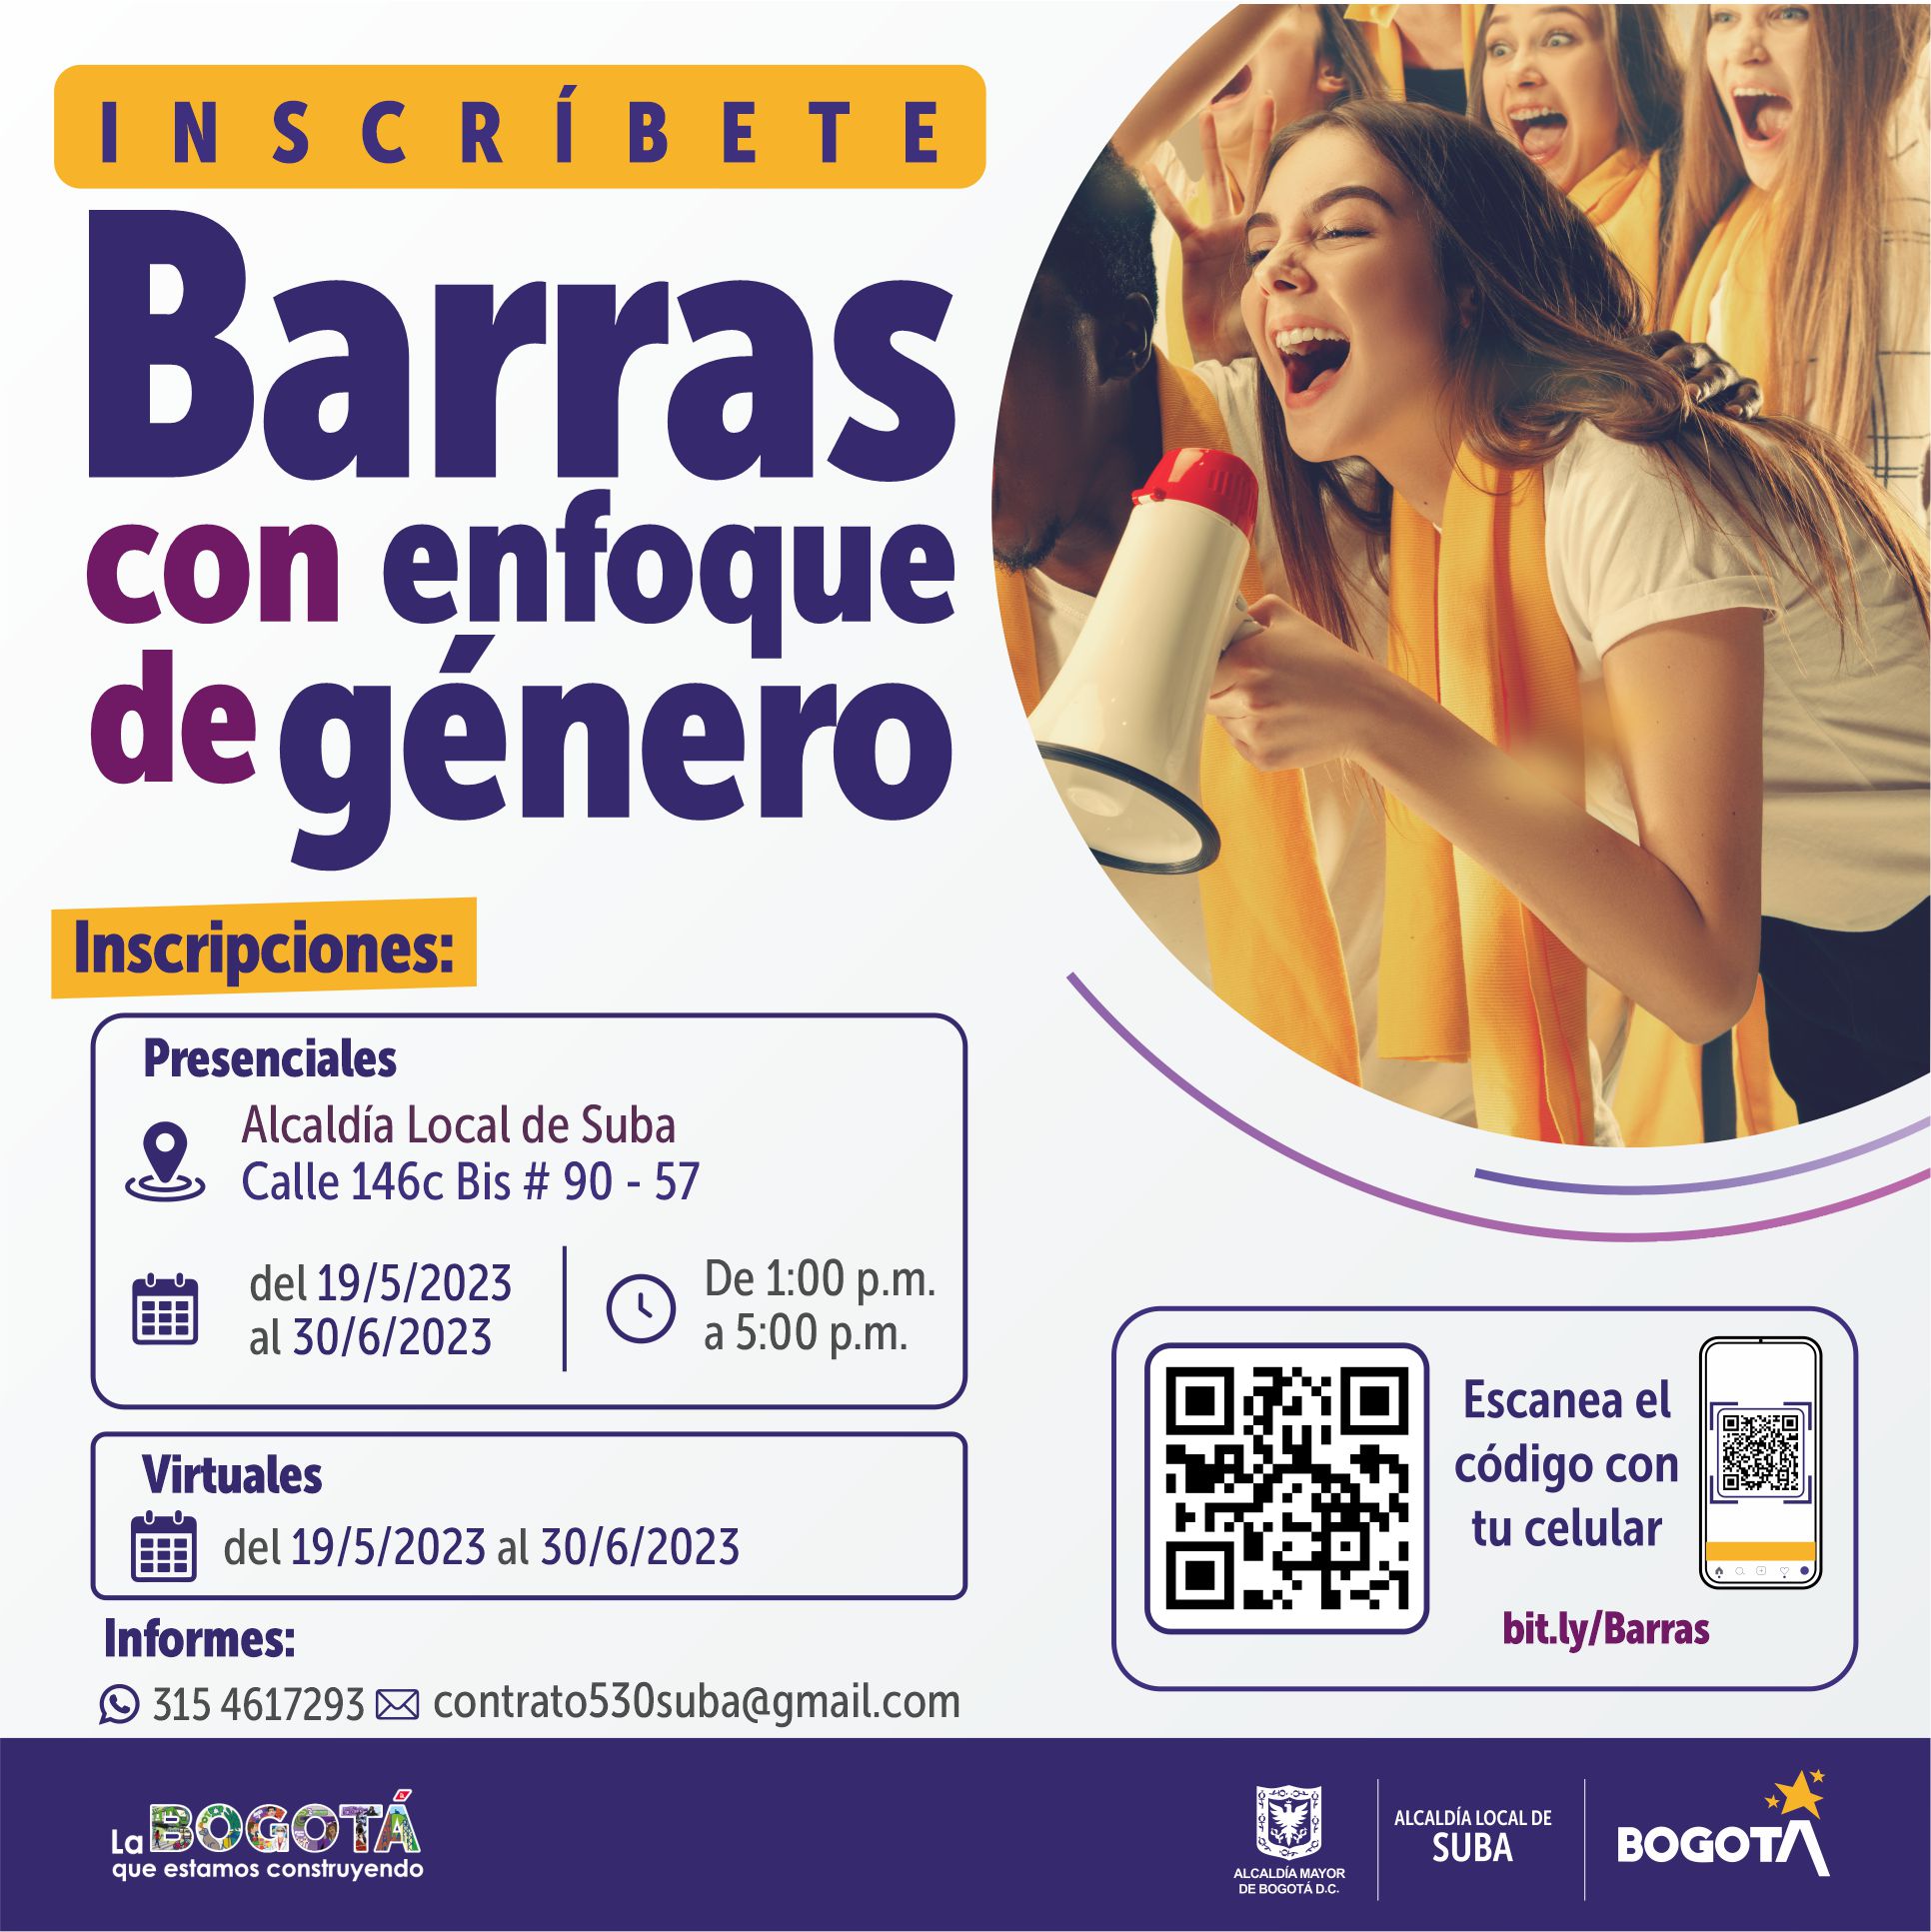 INSCRÍBETE
Barras
con enfoque
de género
Inscripciones:
Presenciales
Alcaldía Local de Suba
Calle 146c Bis # 90 - 57
del 19/5/2023
al 30/6/2023
De 1:00 p.m.
a 5:00 p.m.
Virtuales
del 19/5/2023 al 30/6/2023
Informes:
315 4617293 contrato530suba@gmail.com
Escanea el
código con
tu celular
bit.ly/Barras
La BOGOTÁ
que estamos construyendo
ALCALDÍA MAYOR
DE BOGOTÁ D.C.
ALCALDÍA LOCAL DE
SUBA
BOGOTÁ